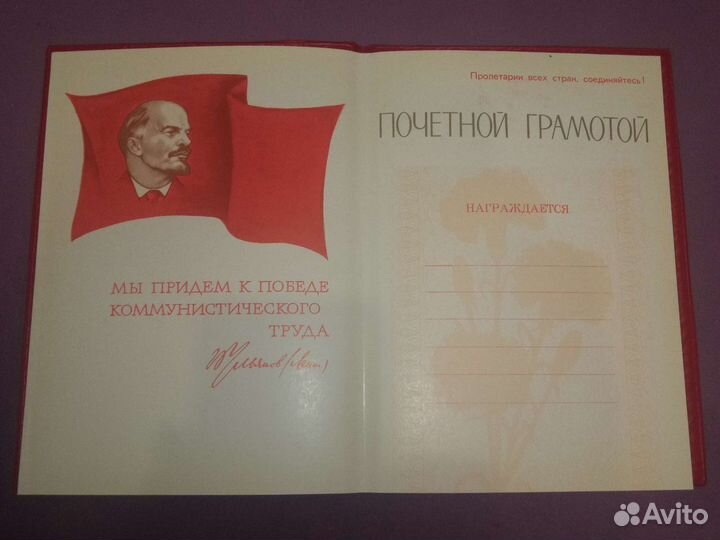 МЫ ПРИДЕМ К ПОБЕДЕ
КОММУНИСТИЧЕСКОГО
ТРУДА
В Ульянов (Ленин)
Пролетарии всех стран, соединяйтесь!
ПОЧЕТНОЙ ГРАМОТОЙ
НАГРАЖДАЕТСЯ
Avito